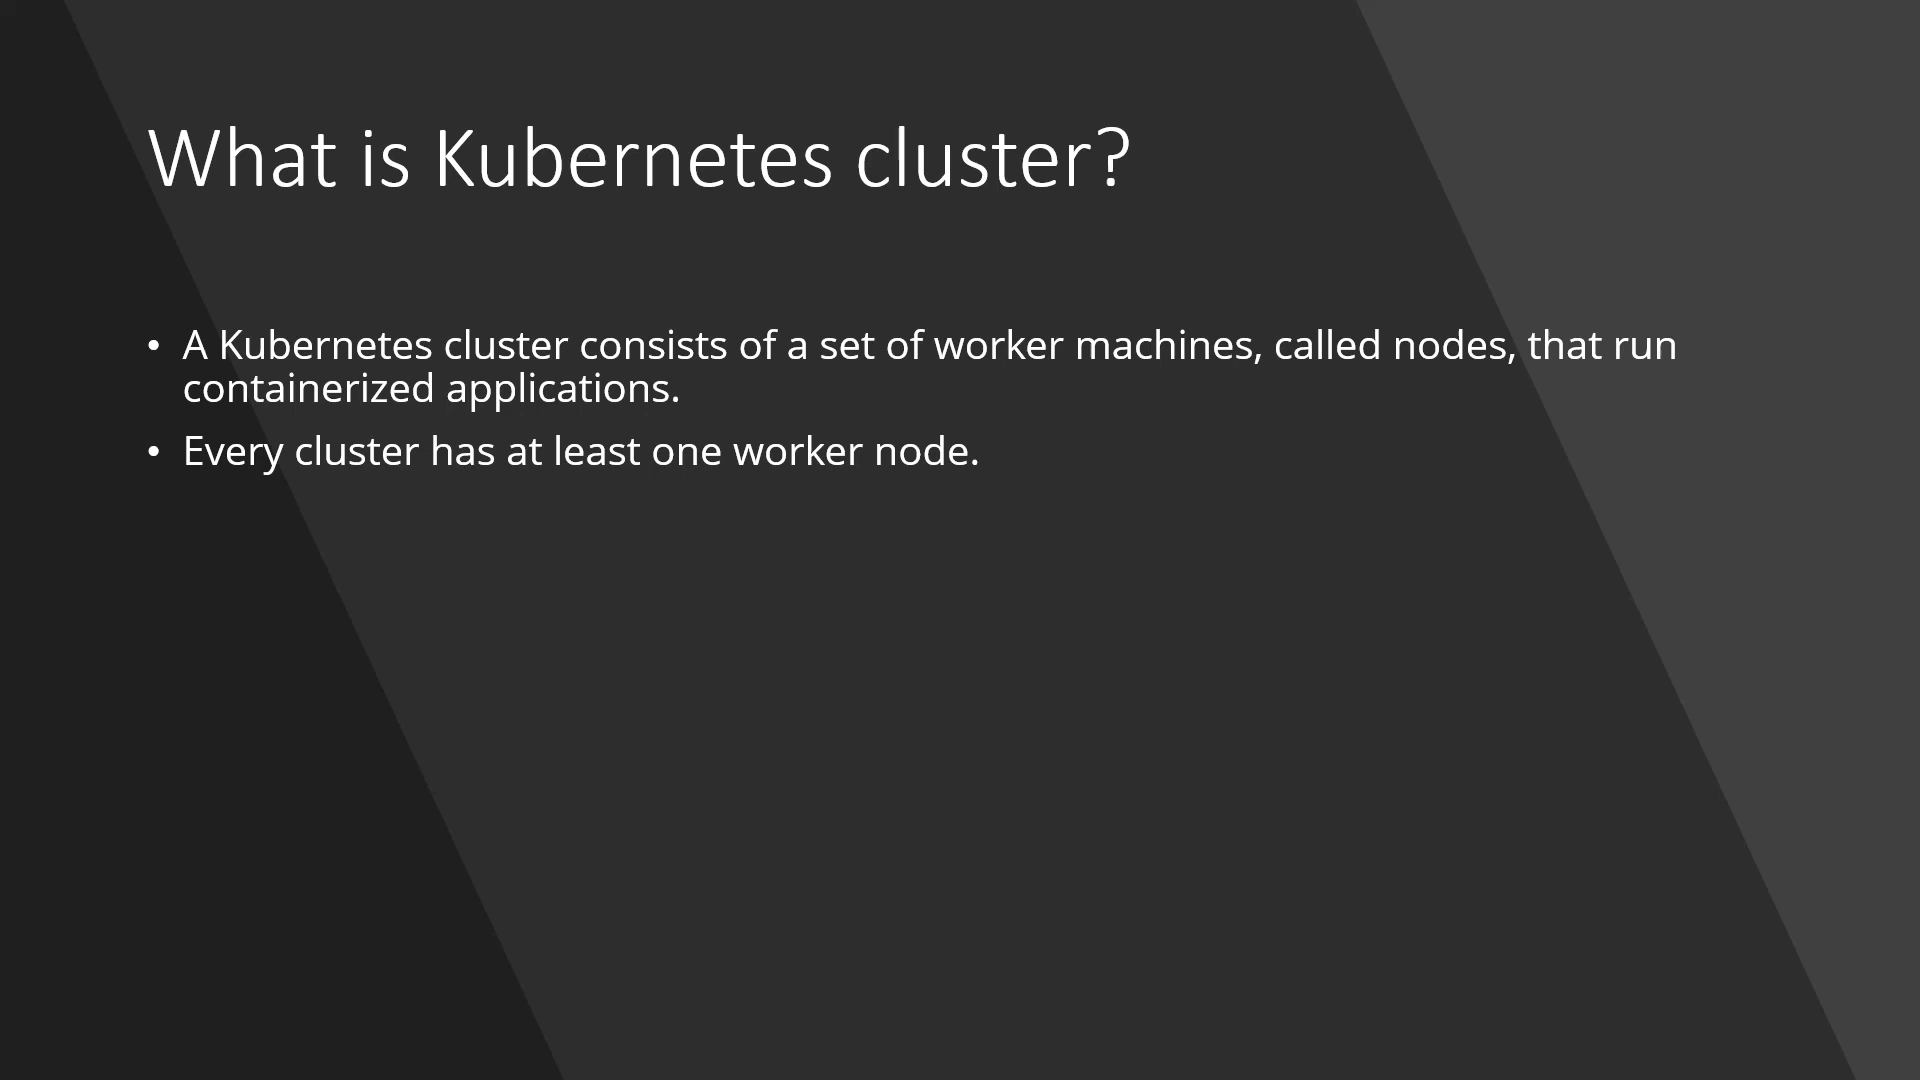 What is Kubernetes cluster?
• A Kubernetes cluster consists of a set of worker machines, called nodes, that run
containerized applications.
• Every cluster has at least one worker node.